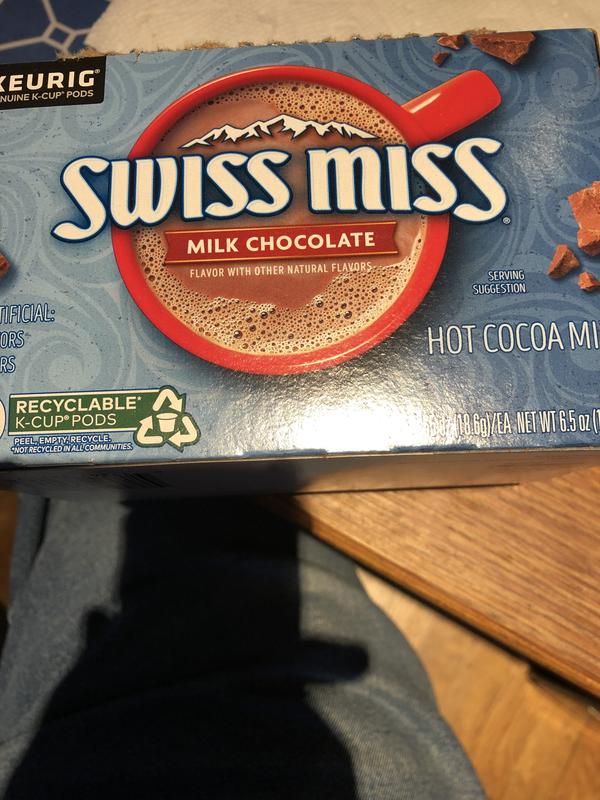 KEURIG®
NUINE K-CUP® PODS
SWISS MISS®
MILK CHOCOLATE
FLAVOR WITH OTHER NATURAL FLAVORS
SERVING
SUGGESTION
TIFICIAL:
ORS
RS
HOT COCOA MI
RECYCLABLE*
K-CUP® PODS
PEEL, EMPTY, RECYCLE.
*NOT RECYCLED IN ALL COMMUNITIES.
(18.6g)/EA NET WT 6.5 oz (1